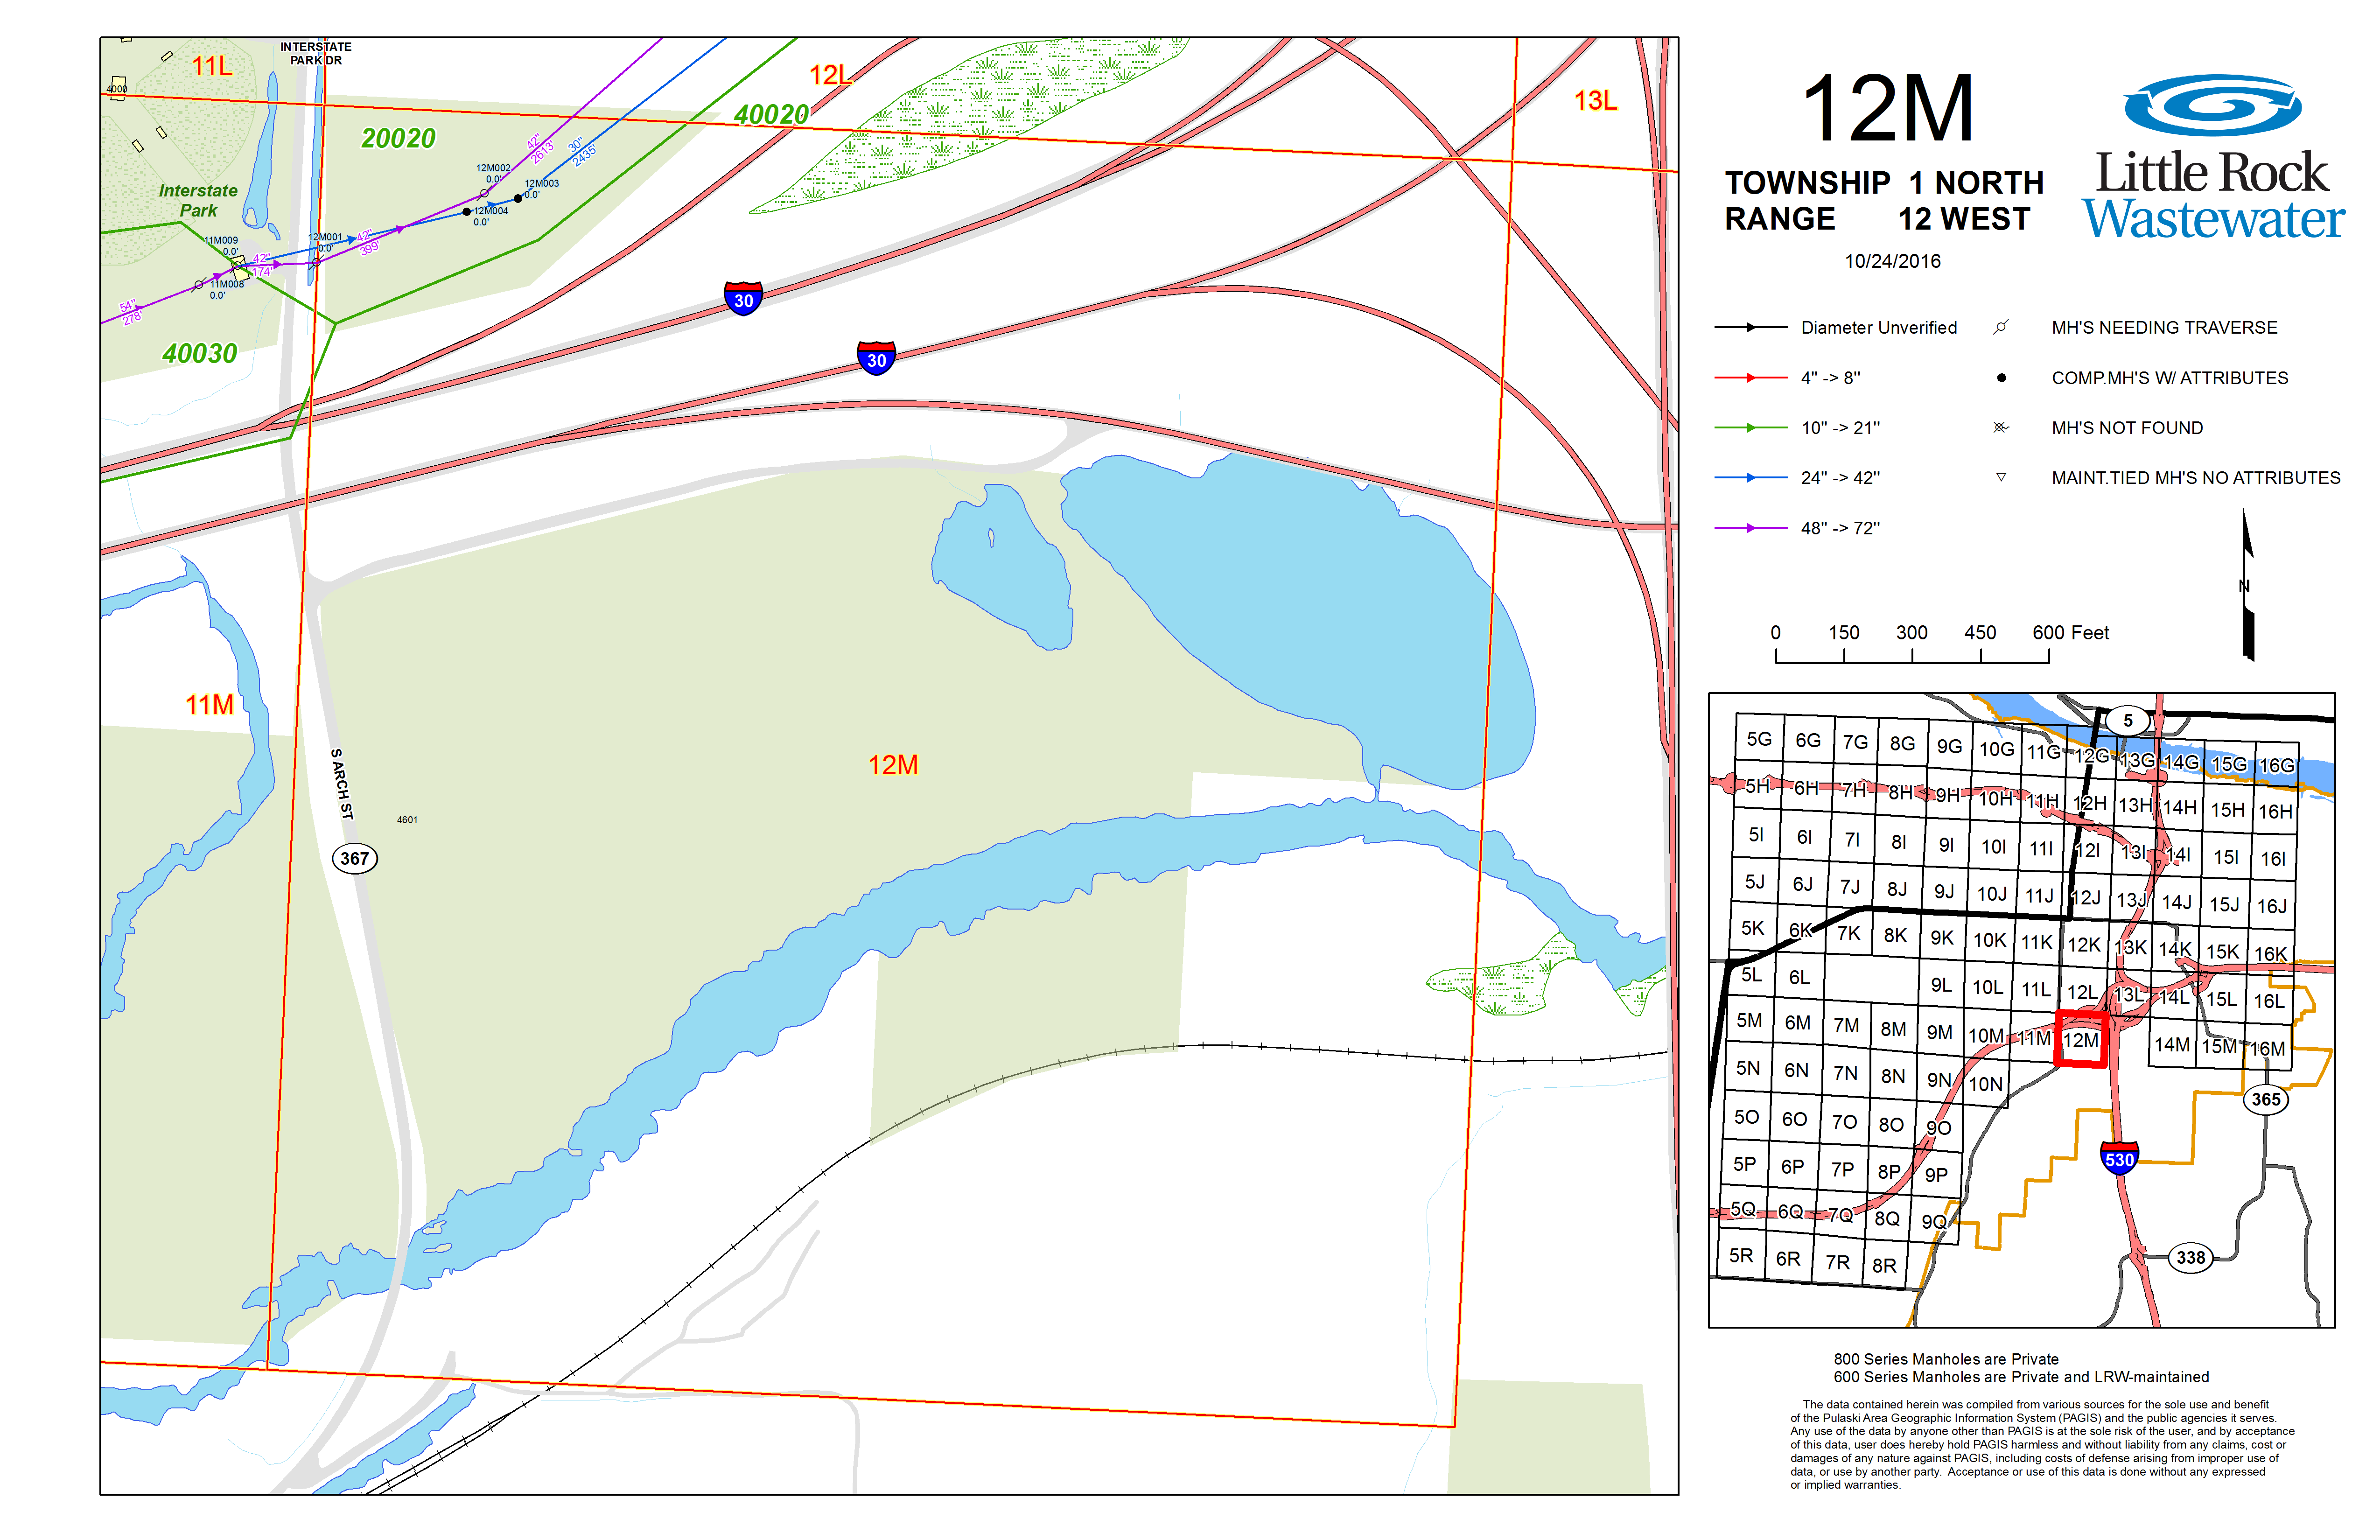 INTERSTATE
PARK DR
11L
12L
13L
4000
20020
40020
Interstate
Park
42"
2613'
30"
2435'
12M002
0.0'
12M003
0.0'
12M004
0.0'
11M009
0.0'
12M001
0.0'
42"
399'
42"
174'
11M008
0.0'
54"
278'
40030
30
30
11M
12M
S ARCH ST
4601
367
12M
TOWNSHIP 1 NORTH
RANGE 12 WEST
10/24/2016
Little Rock
Wastewater
Diameter Unverified
4" -> 8"
10" -> 21"
24" -> 42"
48" -> 72"
MH'S NEEDING TRAVERSE
COMP.MH'S W/ ATTRIBUTES
MH'S NOT FOUND
MAINT.TIED MH'S NO ATTRIBUTES
N
0 150 300 450 600 Feet
5
5G 6G 7G 8G 9G 10G 11G 12G 13G 14G 15G 16G
5H 6H 7H 8H 9H 10H 11H 12H 13H 14H 15H 16H
5I 6I 7I 8I 9I 10I 11I 12I 13I 14I 15I 16I
5J 6J 7J 8J 9J 10J 11J 12J 13J 14J 15J 16J
5K 6K 7K 8K 9K 10K 11K 12K 13K 14K 15K 16K
5L 6L 9L 10L 11L 12L 13L 14L 15L 16L
5M 6M 7M 8M 9M 10M 11M 12M 14M 15M 16M
5N 6N 7N 8N 9N 10N
365
5O 6O 7O 8O 9O
530
5P 6P 7P 8P 9P
5Q 6Q 7Q 8Q 9Q
5R 6R 7R 8R
338
800 Series Manholes are Private
600 Series Manholes are Private and LRW-maintained
The data contained herein was compiled from various sources for the sole use and benefit
of the Pulaski Area Geographic Information System (PAGIS) and the public agencies it serves.
Any use of the data by anyone other than PAGIS is at the sole risk of the user, and by acceptance
of this data, user does hereby hold PAGIS harmless and without liability from any claims, cost or
damages of any nature against PAGIS, including costs of defense arising from improper use of
data, or use by another party. Acceptance or use of this data is done without any expressed
or implied warranties.